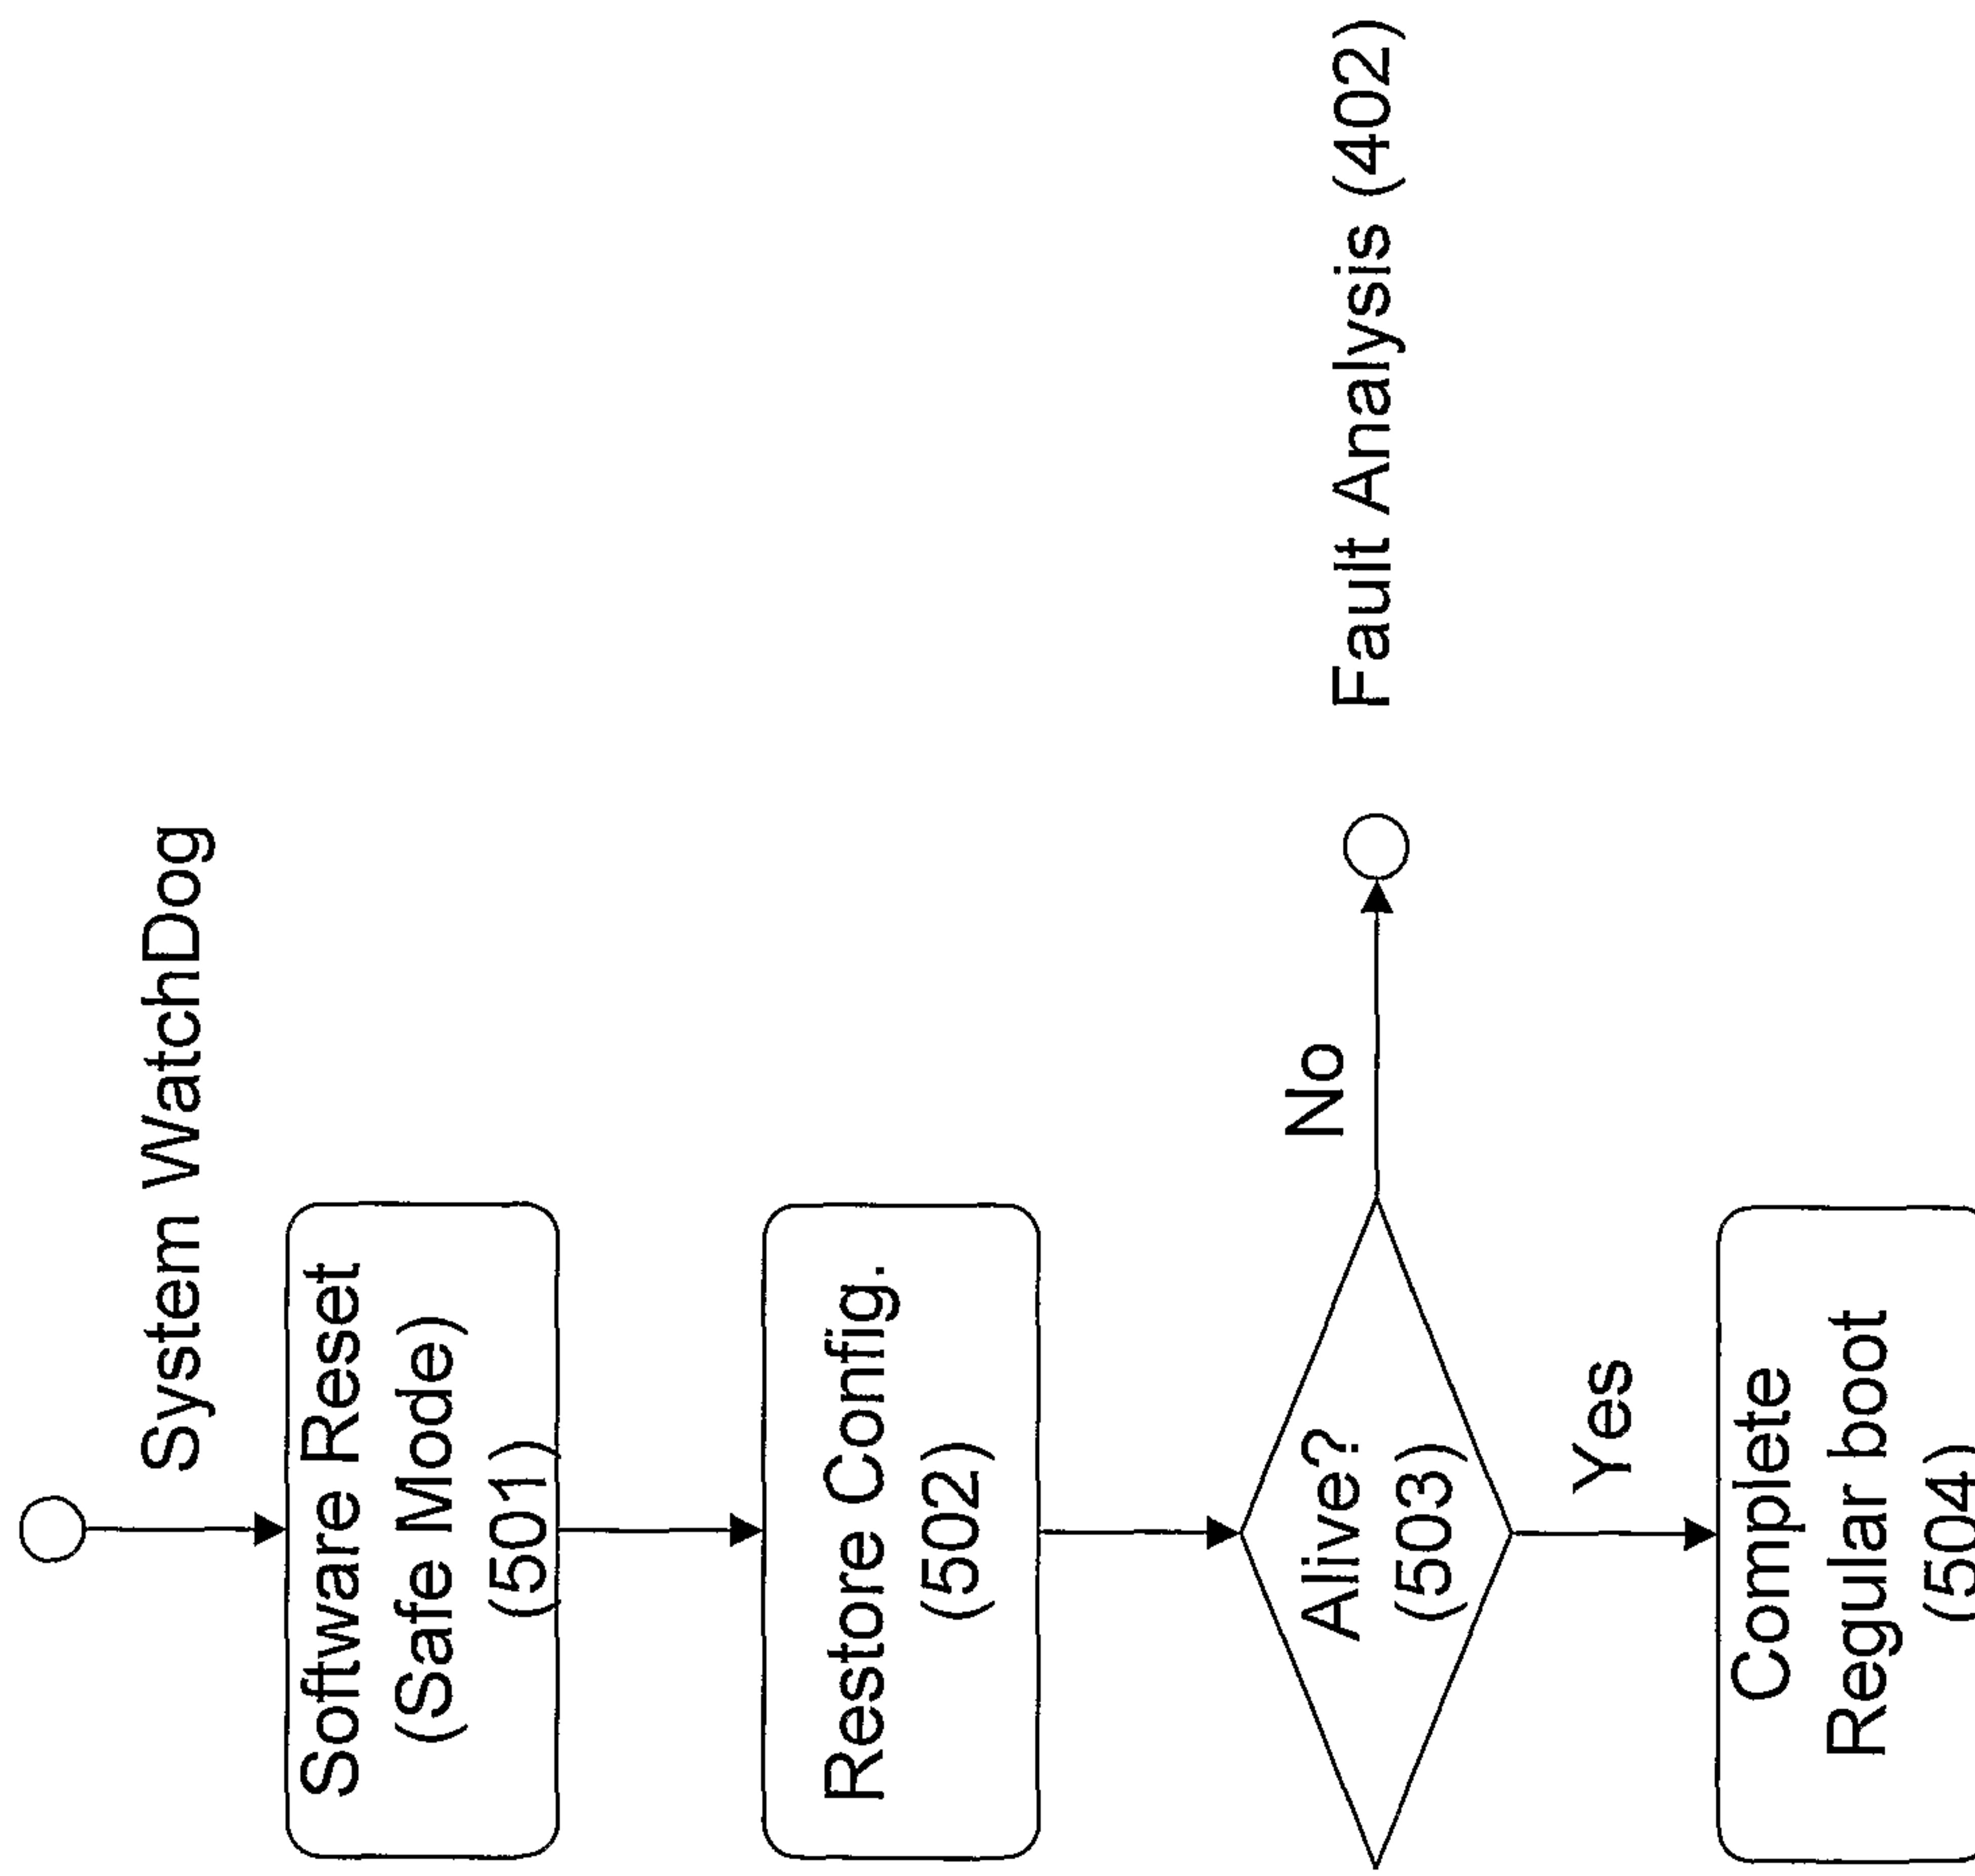 System WatchDog
Software Reset
(Safe Mode)
(501)
Restore Config.
(502)
Alive?
(503)
No
Fault Analysis (402)
Yes
Complete
Regular boot
(504)